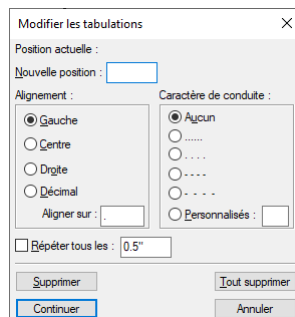 Modifier les tabulations
Position actuelle :
Nouvelle position :
Alignement :
Gauche
Centre
Droite
Décimal
Aligner sur : .
Caractère de conduite :
Aucun
......
. . . .
----
- - - -
Personnalisés :
Répéter tous les : 0.5"
Supprimer
Tout supprimer
Continuer
Annuler